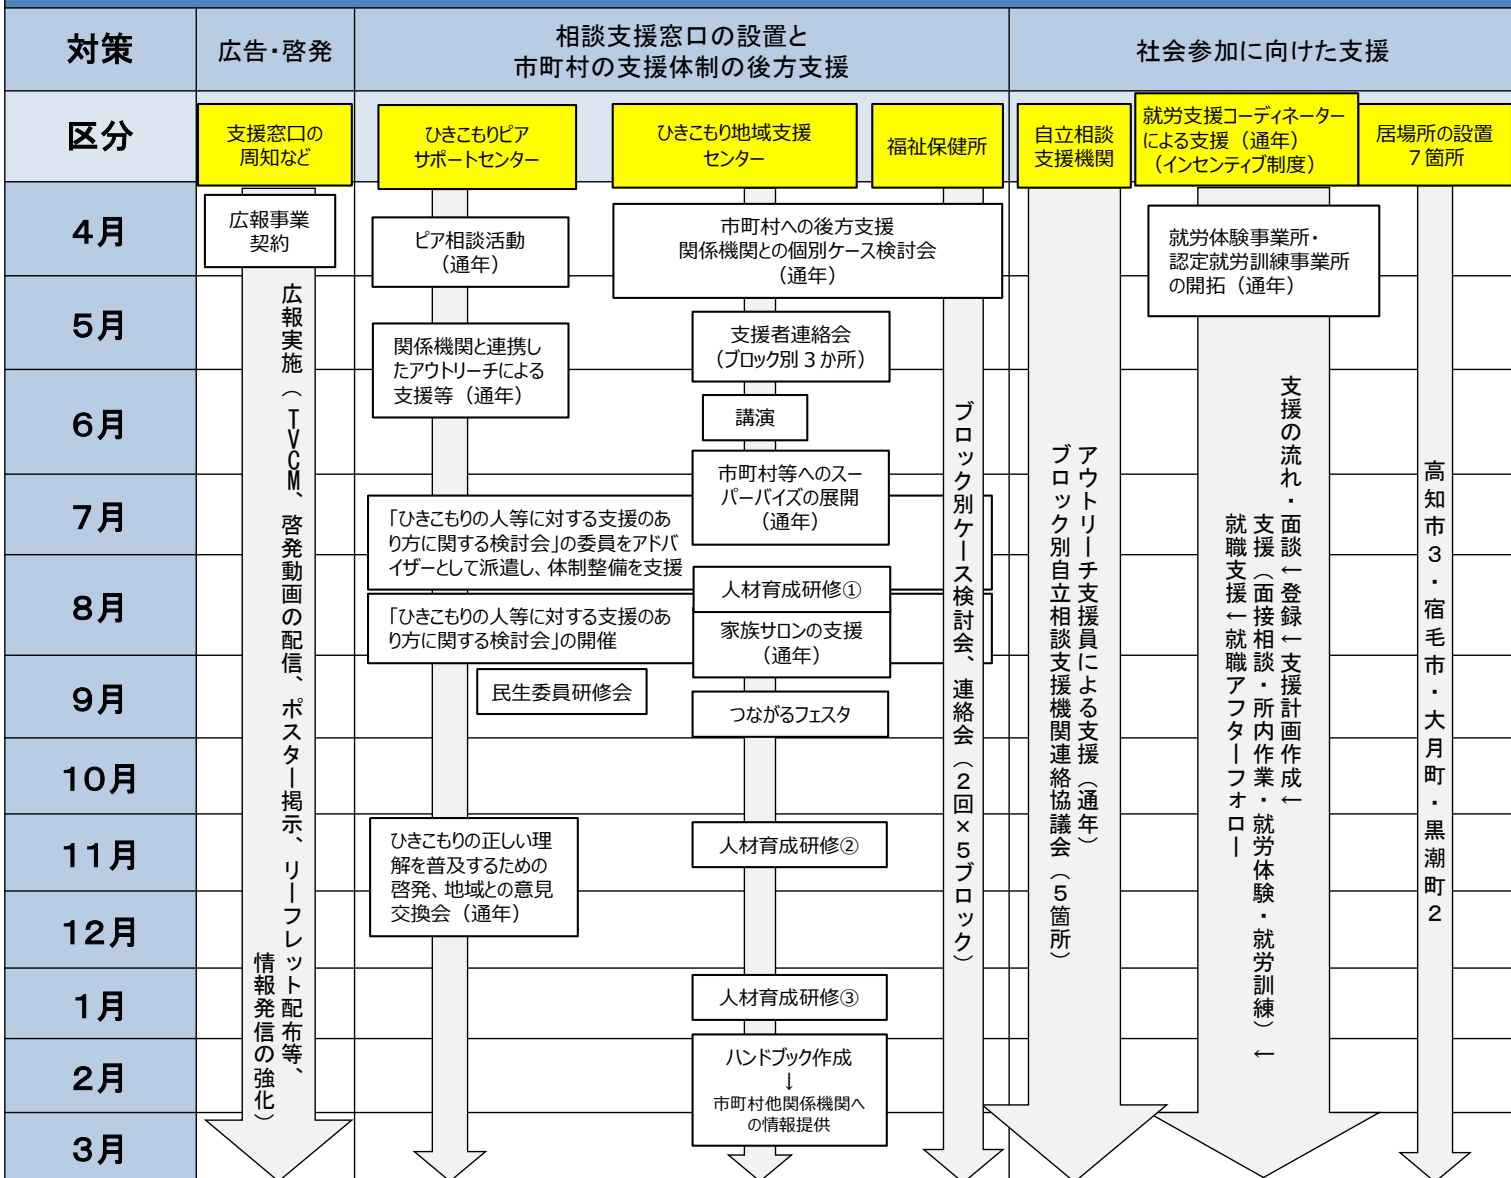 対策
広告・啓発
相談支援窓口の設置と
市町村の支援体制の後方支援
社会参加に向けた支援
区分
支援窓口の
周知など
ひきこもりピア
サポートセンター
ひきこもり地域支援
センター
福祉保健所
自立相談
支援機関
就労支援コーディネーター
による支援（通年）
（インセンティブ制度）
居場所の設置
７箇所
4月
5月
6月
7月
8月
9月
10月
11月
12月
1月
2月
3月
広報事業
契約
広報実施（TVCM、啓発動画の配信、ポスター掲示、リーフレット配布等、
情報発信の強化）
ピア相談活動
（通年）
関係機関と連携し
たアウトリーチによる
支援等（通年）
「ひきこもりの人等に対する支援のあ
り方に関する検討会」の委員をアドバ
イザーとして派遣し、体制整備を支援
「ひきこもりの人等に対する支援のあ
り方に関する検討会」の開催
民生委員研修会
ひきこもりの正しい理
解を普及するための
啓発、地域との意見
交換会（通年）
市町村への後方支援
関係機関との個別ケース検討会
（通年）
支援者連絡会
（ブロック別３か所）
講演
市町村等へのスー
パーバイズの展開
（通年）
人材育成研修①
家族サロンの支援
（通年）
つながるフェスタ
人材育成研修②
人材育成研修③
ハンドブック作成
↓
市町村他関係機関へ
の情報提供
ブロック別ケース検討会、連絡会（２回×５ブロック）
アウトリーチ支援員による支援（通年）
ブロック別自立相談支援機関連絡協議会（５箇所）
就労体験事業所・
認定就労訓練事業所
の開拓（通年）
支援の流れ・面談←登録←支援計画作成←
支援（面接相談・所内作業・就労体験・就労訓練）←
就職支援←就職アフターフォロー
高知市３・宿毛市・大月町・黒潮町２